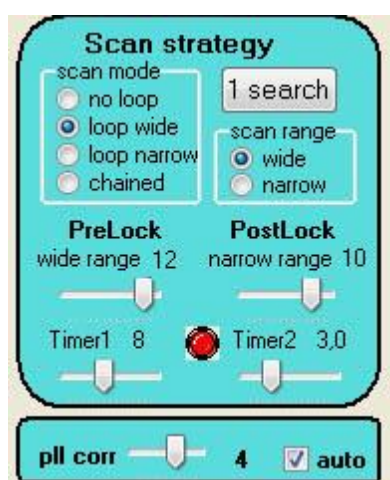 Scan strategy
scan mode
no loop
loop wide
loop narrow
chained
1 search
scan range
wide
narrow
PreLock
wide range 12
PostLock
narrow range 10
Timer1 8
Timer2 3,0
pll corr 4 auto